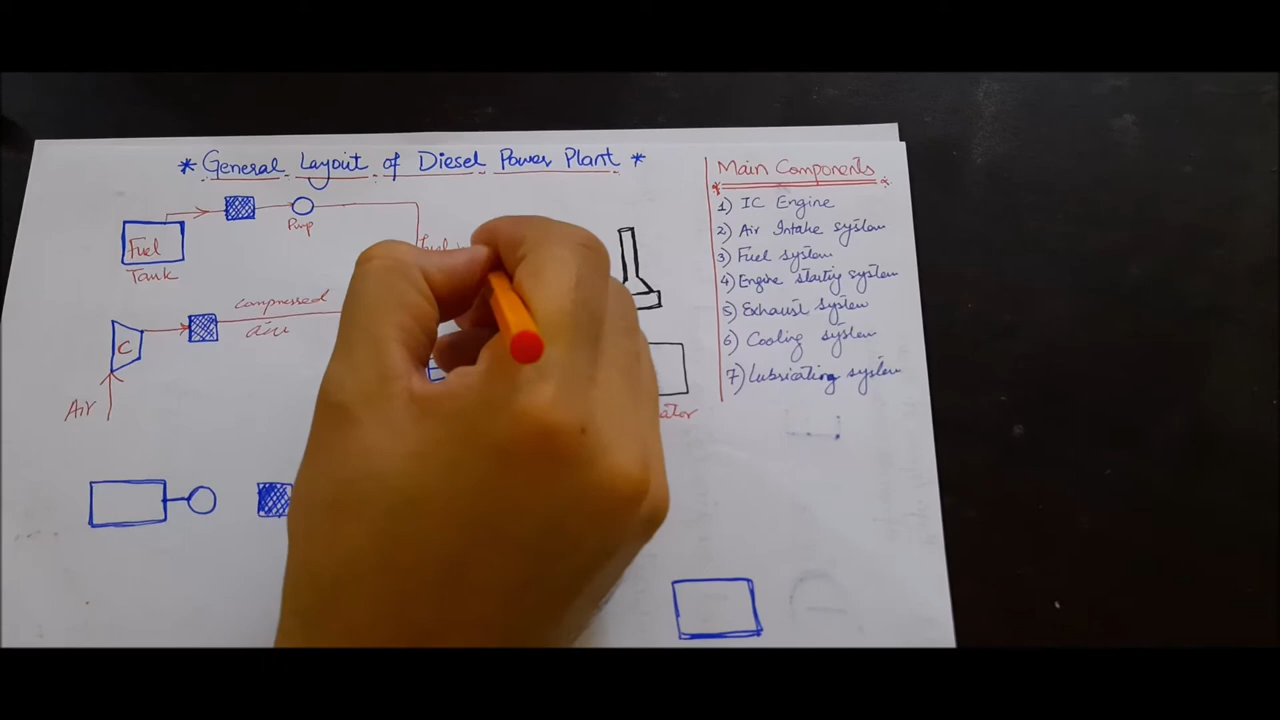 * General Layout of Diesel Power Plant *
Fuel
Tank
Pump
compressed
air
C
Air
Main Components
1) IC Engine
2) Air Intake system
3) Fuel system
4) Engine starting system
5) Exhaust system
6) Cooling system
7) Lubricating system